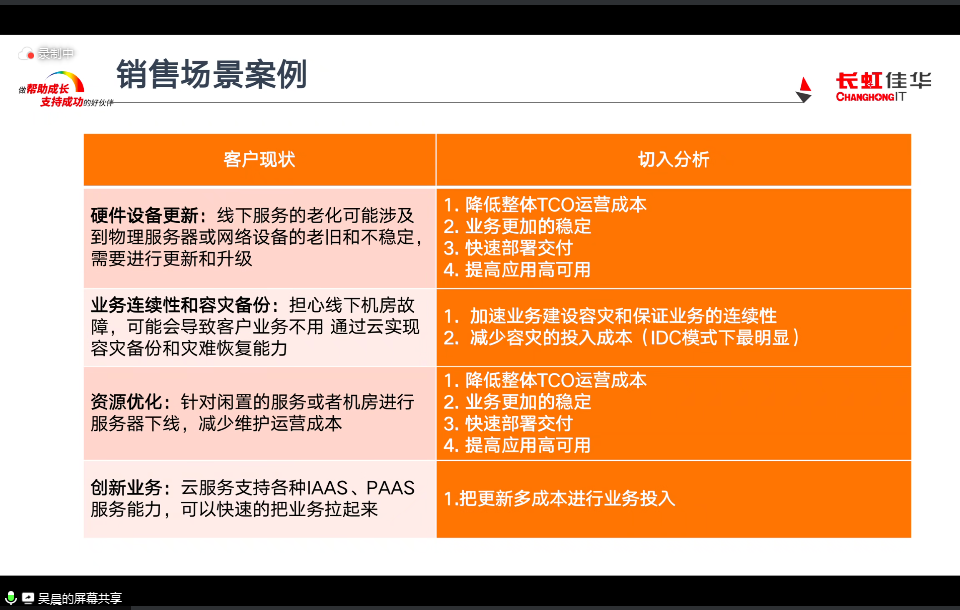 录制中
销售场景案例
做帮助成长
支持成功的好伙伴
长虹佳华
CHANGHONGIT
客户现状
切入分析
硬件设备更新：线下服务的老化可能涉及
到物理服务器或网络设备的老旧和不稳定，
需要进行更新和升级
1. 降低整体TCO运营成本
2. 业务更加的稳定
3. 快速部署交付
4. 提高应用高可用
业务连续性和容灾备份：担心线下机房故
障，可能会导致客户业务不用 通过云实现
容灾备份和灾难恢复能力
1. 加速业务建设容灾和保证业务的连续性
2. 减少容灾的投入成本（IDC模式下最明显）
资源优化：针对闲置的服务或者机房进行
服务器下线，减少维护运营成本
1. 降低整体TCO运营成本
2. 业务更加的稳定
3. 快速部署交付
4. 提高应用高可用
创新业务：云服务支持各种IAAS、PAAS
服务能力，可以快速的把业务拉起来
1.把更新多成本进行业务投入
吴晨的屏幕共享